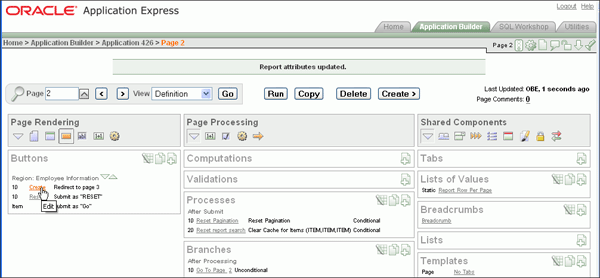 ORACLE Application Express
Logout Help
Home Application Builder SQL Workshop Utilities
Home > Application Builder > Application 426 > Page 2
Page 2
Report attributes updated.
Page 2 < > View Definition Go Run Copy Delete Create >
Last Updated: OBE, 1 seconds ago
Page Comments: 0
Page Rendering
Buttons
Region: Employee Information
10 Create Redirect to page 3
10 Submit as "RESET"
Item Submit as "Go"
Edit
Page Processing
Computations
Validations
Processes
After Submit
10 Reset Pagination Reset Pagination Conditional
20 Reset report search Clear Cache for Items (ITEM,ITEM,ITEM) Conditional
Branches
After Processing
10 Go To Page 2 Unconditional
Shared Components
Tabs
Lists of Values
Static Report Row Per Page
Breadcrumbs
Breadcrumb
Lists
Templates
Page No Tabs